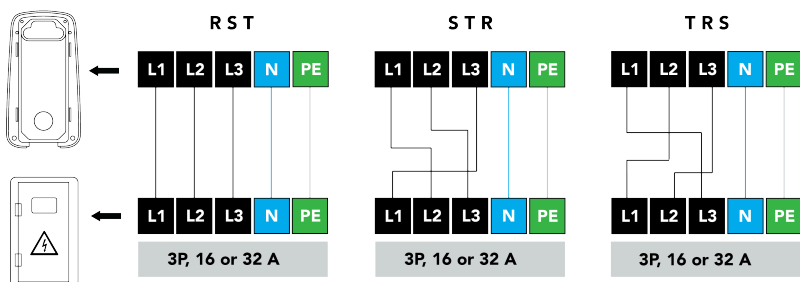 R S T S T R T R S
L1 L2 L3 N PE L1 L2 L3 N PE L1 L2 L3 N PE
L1 L2 L3 N PE L1 L2 L3 N PE L1 L2 L3 N PE
3P, 16 or 32 A 3P, 16 or 32 A 3P, 16 or 32 A